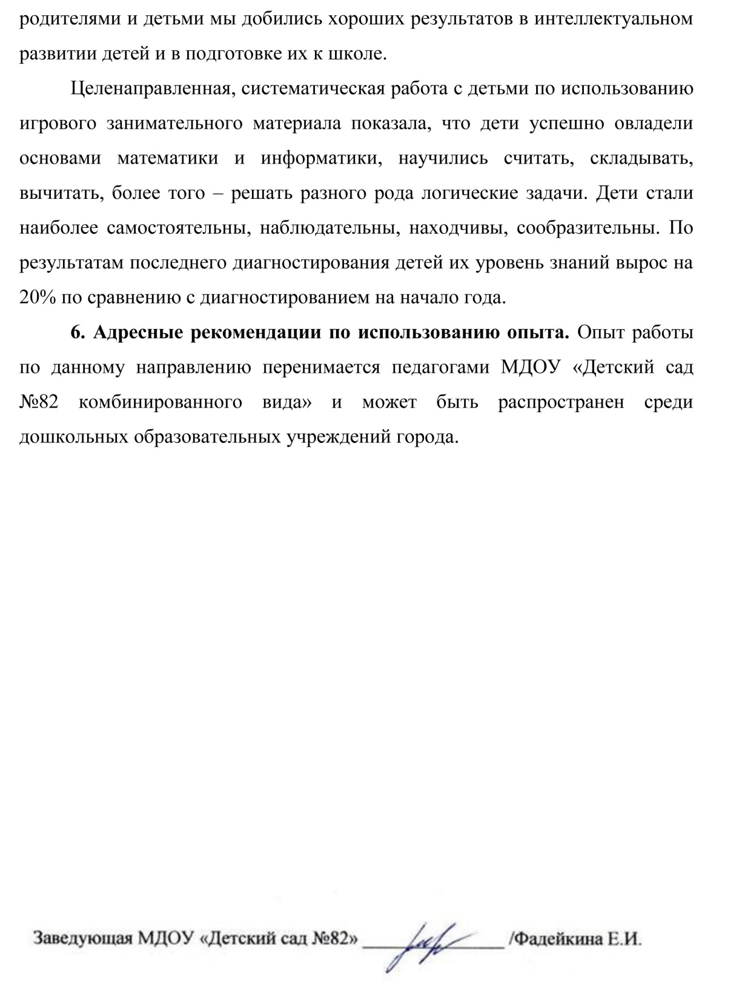 родителями и детьми мы добились хороших результатов в интеллектуальном
развитии детей и в подготовке их к школе.
Целенаправленная, систематическая работа с детьми по использованию
игрового занимательного материала показала, что дети успешно овладели
основами математики и информатики, научились считать, складывать,
вычитать, более того – решать разного рода логические задачи. Дети стали
наиболее самостоятельны, наблюдательны, находчивы, сообразительны. По
результатам последнего диагностирования детей их уровень знаний вырос на
20% по сравнению с диагностированием на начало года.
6. Адресные рекомендации по использованию опыта. Опыт работы
по данному направлению перенимается педагогами МДОУ «Детский сад
№82 комбинированного вида» и может быть распространен среди
дошкольных образовательных учреждений города.
Заведующая МДОУ «Детский сад №82» /Фадейкина Е.И.